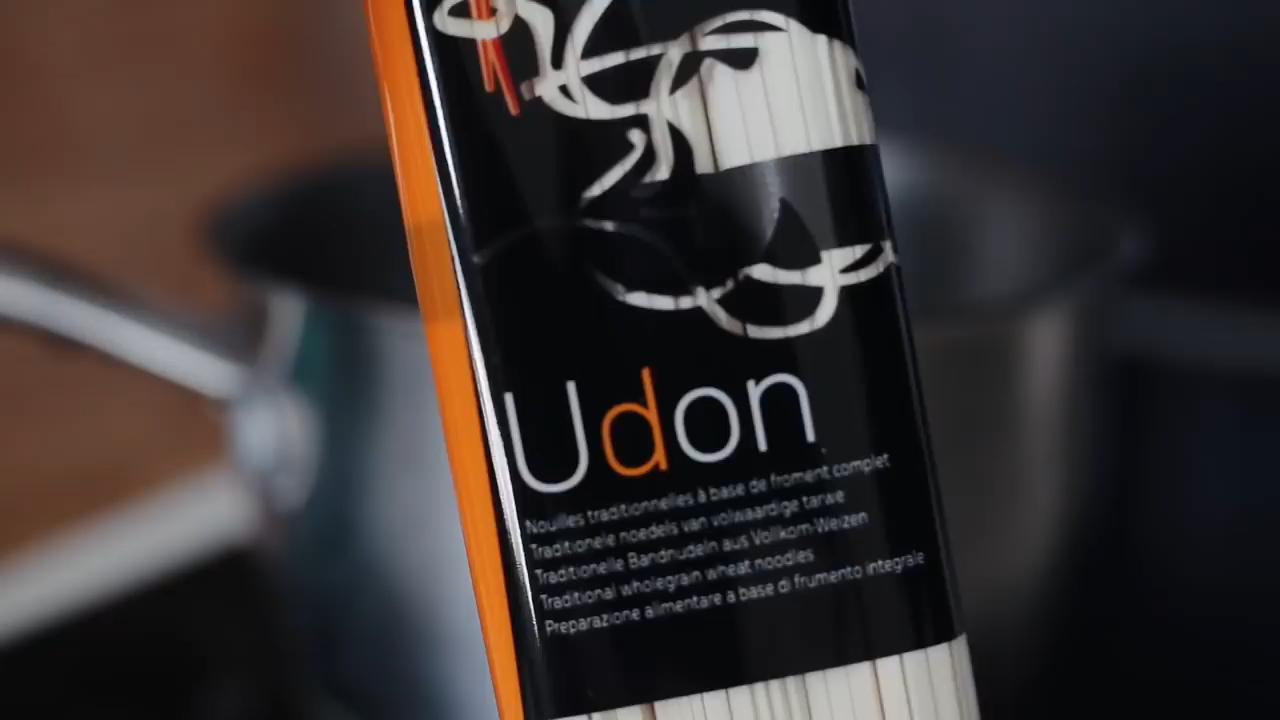 Udon
Nouilles traditionnelles à base de froment complet
Traditionele noedels van volwaardige tarwe
Traditionelle Bandnudeln aus Vollkorn-Weizen
Traditional wholegrain wheat noodles
Preparazione alimentare a base di frumento integrale